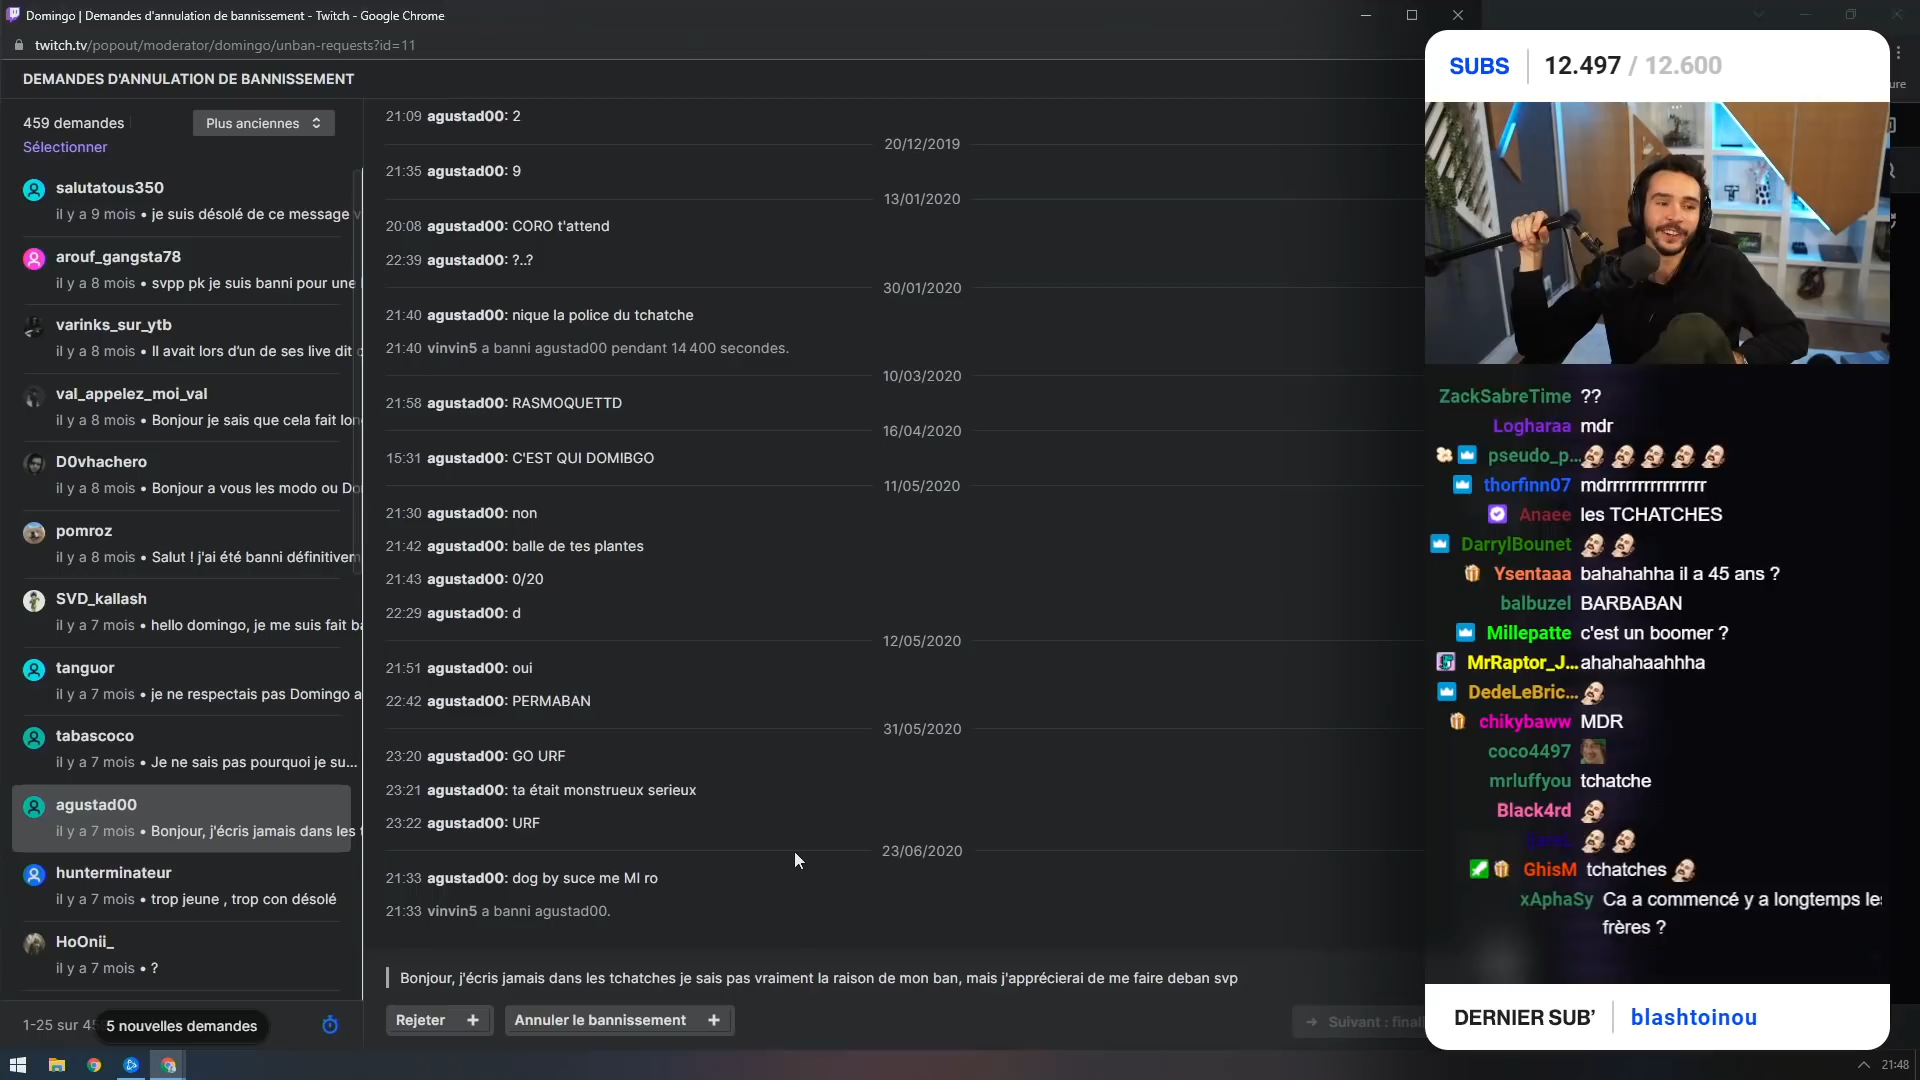 Domingo | Demandes d'annulation de bannissement - Twitch - Google Chrome
twitch.tv/popout/moderator/domingo/unban-requests?id=11
DEMANDES D'ANNULATION DE BANNISSEMENT
459 demandes
Plus anciennes
Sélectionner
salutatous350
il y a 9 mois • je suis désolé de ce message
arouf_gangsta78
il y a 8 mois • svpp pk je suis banni pour une
varinks_sur_ytb
il y a 8 mois • Il avait lors d'un de ses live dit
val_appelez_moi_val
il y a 8 mois • Bonjour je sais que cela fait lon
D0vhachero
il y a 8 mois • Bonjour a vous les modo ou Do
pomroz
il y a 8 mois • Salut ! j'ai été banni définitivem
SVD_kallash
il y a 7 mois • hello domingo, je me suis fait ba
tanguor
il y a 7 mois • je ne respectais pas Domingo a
tabascoco
il y a 7 mois • Je ne sais pas pourquoi je su...
agustad00
il y a 7 mois • Bonjour, j'écris jamais dans les t
hunterminateur
il y a 7 mois • trop jeune , trop con désolé
HoOnii_
il y a 7 mois • ?
1-25 sur 45
5 nouvelles demandes
21:09 agustad00: 2
20/12/2019
21:35 agustad00: 9
13/01/2020
20:08 agustad00: CORO t'attend
22:39 agustad00: ?..?
30/01/2020
21:40 agustad00: nique la police du tchatche
21:40 vinvin5 a banni agustad00 pendant 14 400 secondes.
10/03/2020
21:58 agustad00: RASMOQUETTD
16/04/2020
15:31 agustad00: C'EST QUI DOMIBGO
11/05/2020
21:30 agustad00: non
21:42 agustad00: balle de tes plantes
21:43 agustad00: 0/20
22:29 agustad00: d
12/05/2020
21:51 agustad00: oui
22:42 agustad00: PERMABAN
31/05/2020
23:20 agustad00: GO URF
23:21 agustad00: ta était monstrueux serieux
23:22 agustad00: URF
23/06/2020
21:33 agustad00: dog by suce me MI ro
21:33 vinvin5 a banni agustad00.
Bonjour, j'écris jamais dans les tchatches je sais pas vraiment la raison de mon ban, mais j'apprécierai de me faire deban svp
Rejeter +
Annuler le bannissement +
→ Suivant : finall
SUBS 12.497 / 12.600
ure
ZackSabreTime ??
Logharaa mdr
pseudo_p...
thorfinn07 mdrrrrrrrrrrrrrrrr
Anaee les TCHATCHES
DarrylBounet
Ysentaaa bahahahha il a 45 ans ?
balbuzel BARBABAN
Millepatte c'est un boomer ?
MrRaptor_J... ahahahaahhha
DedeLeBric...
chikybaww MDR
coco4497
mrluffyou tchatche
Black4rd
GhisM tchatches
xAphaSy Ca a commencé y a longtemps les
frères ?
DERNIER SUB' blashtoinou
21:48